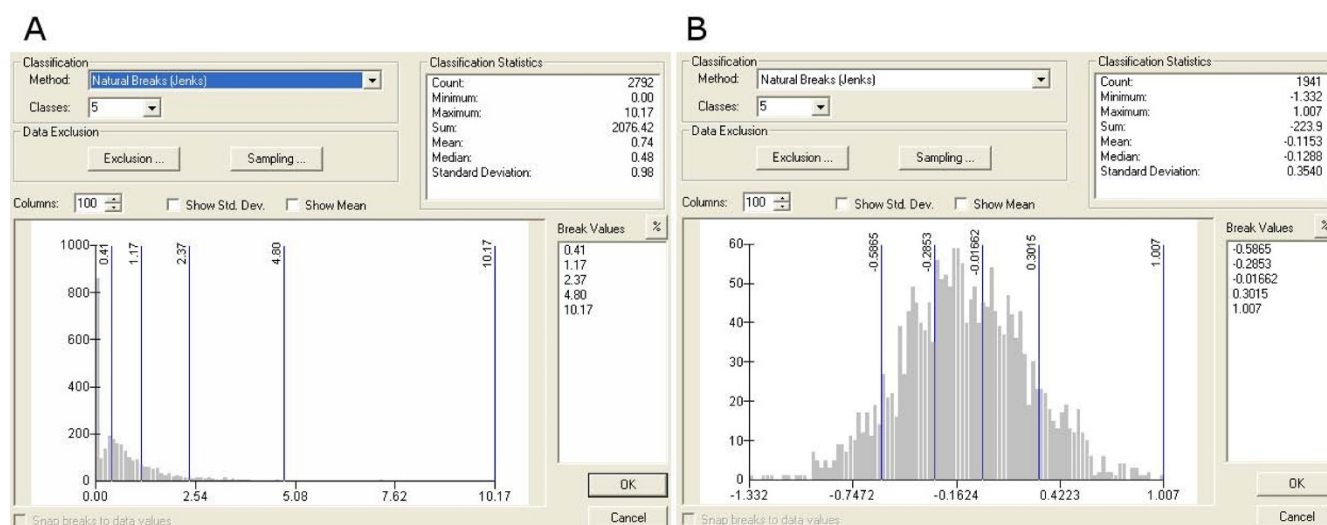 A
Classification
Method: Natural Breaks (Jenks)
Classes: 5
Data Exclusion
Exclusion ...
Sampling ...
Classification Statistics
Count: 2792
Minimum: 0.00
Maximum: 10.17
Sum: 2076.42
Mean: 0.74
Median: 0.48
Standard Deviation: 0.98
Columns: 100
Show Std. Dev.
Show Mean
Break Values
%
0.41
1.17
2.37
4.80
10.17
1000
800
600
400
200
0
0.41
1.17
2.37
4.80
10.17
0.00
2.54
5.08
7.62
10.17
OK
Cancel
Snap breaks to data values
B
Classification
Method: Natural Breaks (Jenks)
Classes: 5
Data Exclusion
Exclusion ...
Sampling ...
Classification Statistics
Count: 1941
Minimum: -1.332
Maximum: 1.007
Sum: -223.9
Mean: -0.1153
Median: -0.1288
Standard Deviation: 0.3540
Columns: 100
Show Std. Dev.
Show Mean
Break Values
%
-0.5865
-0.2853
-0.01662
0.3015
1.007
60
50
40
30
20
10
0
-0.5865
-0.2853
-0.01662
0.3015
1.007
-1.332
-0.7472
-0.1624
0.4223
1.007
OK
Cancel
Snap breaks to data values